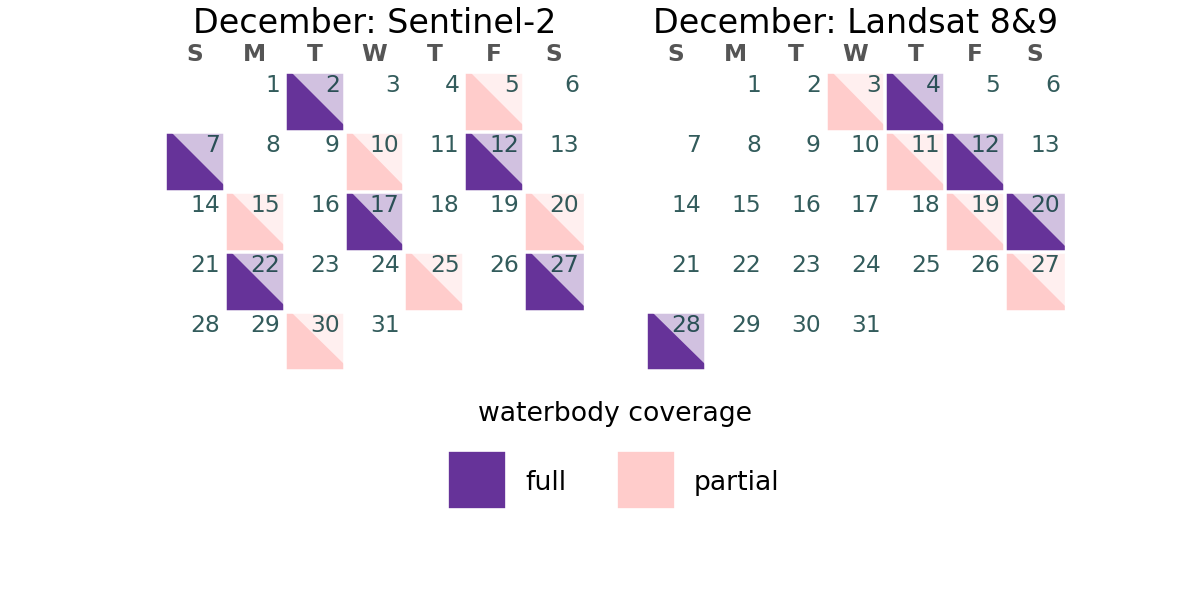 December: Sentinel-2
S M T W T F S
1 2 3 4 5 6
7 8 9 10 11 12 13
14 15 16 17 18 19 20
21 22 23 24 25 26 27
28 29 30 31
December: Landsat 8&9
S M T W T F S
1 2 3 4 5 6
7 8 9 10 11 12 13
14 15 16 17 18 19 20
21 22 23 24 25 26 27
28 29 30 31
waterbody coverage
full partial